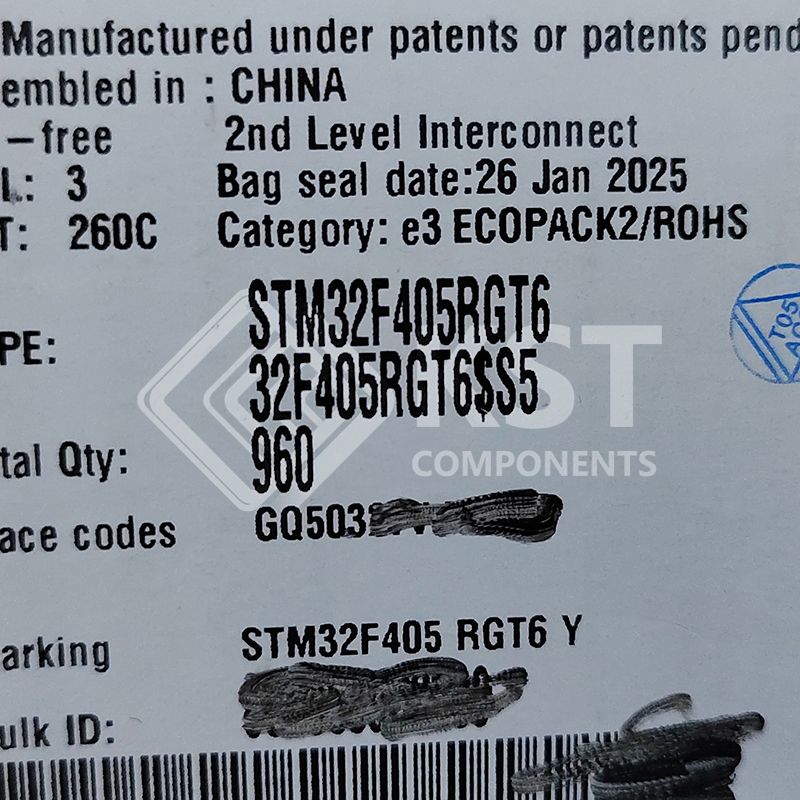 Manufactured under patents or patents pend
embled in : CHINA
-free 2nd Level Interconnect
L: 3 Bag seal date:26 Jan 2025
T: 260C Category: e3 ECOPACK2/ROHS
PE: STM32F405RGT6
32F405RGT6$S5
RST
COMPONENTS
tal Qty: 960
ace codes GQ503
arking STM32F405 RGT6 Y
ulk ID:
T05